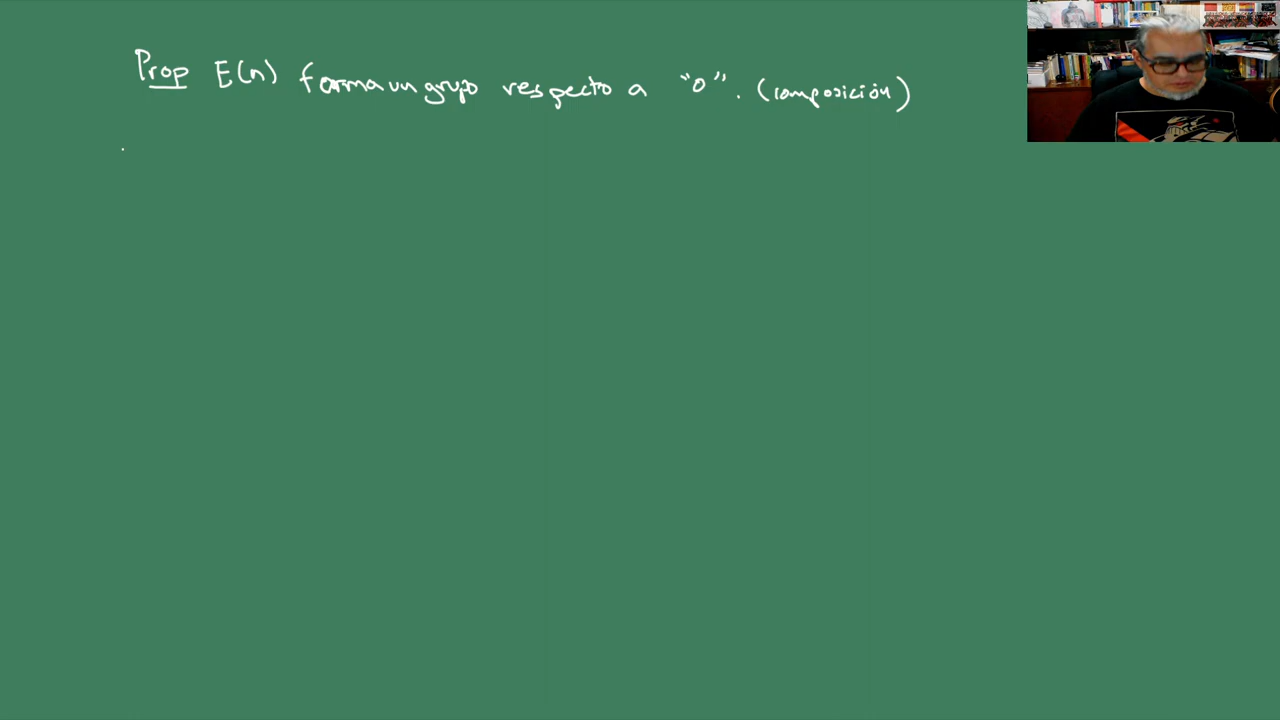 Prop E(n) forma un grupo respecto a "o". (composición)